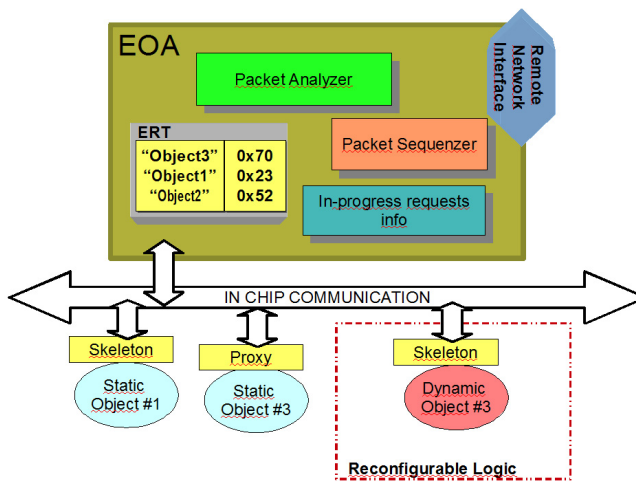 EOA
Remote
Network
Interface
Packet Analyzer
ERT
“Object3” 0x70
“Object1” 0x23
“Object2” 0x52
Packet Sequenzer
In-progress requests
info
IN CHIP COMMUNICATION
Skeleton
Static
Object #1
Proxy
Static
Object #3
Skeleton
Dynamic
Object #3
Reconfigurable Logic